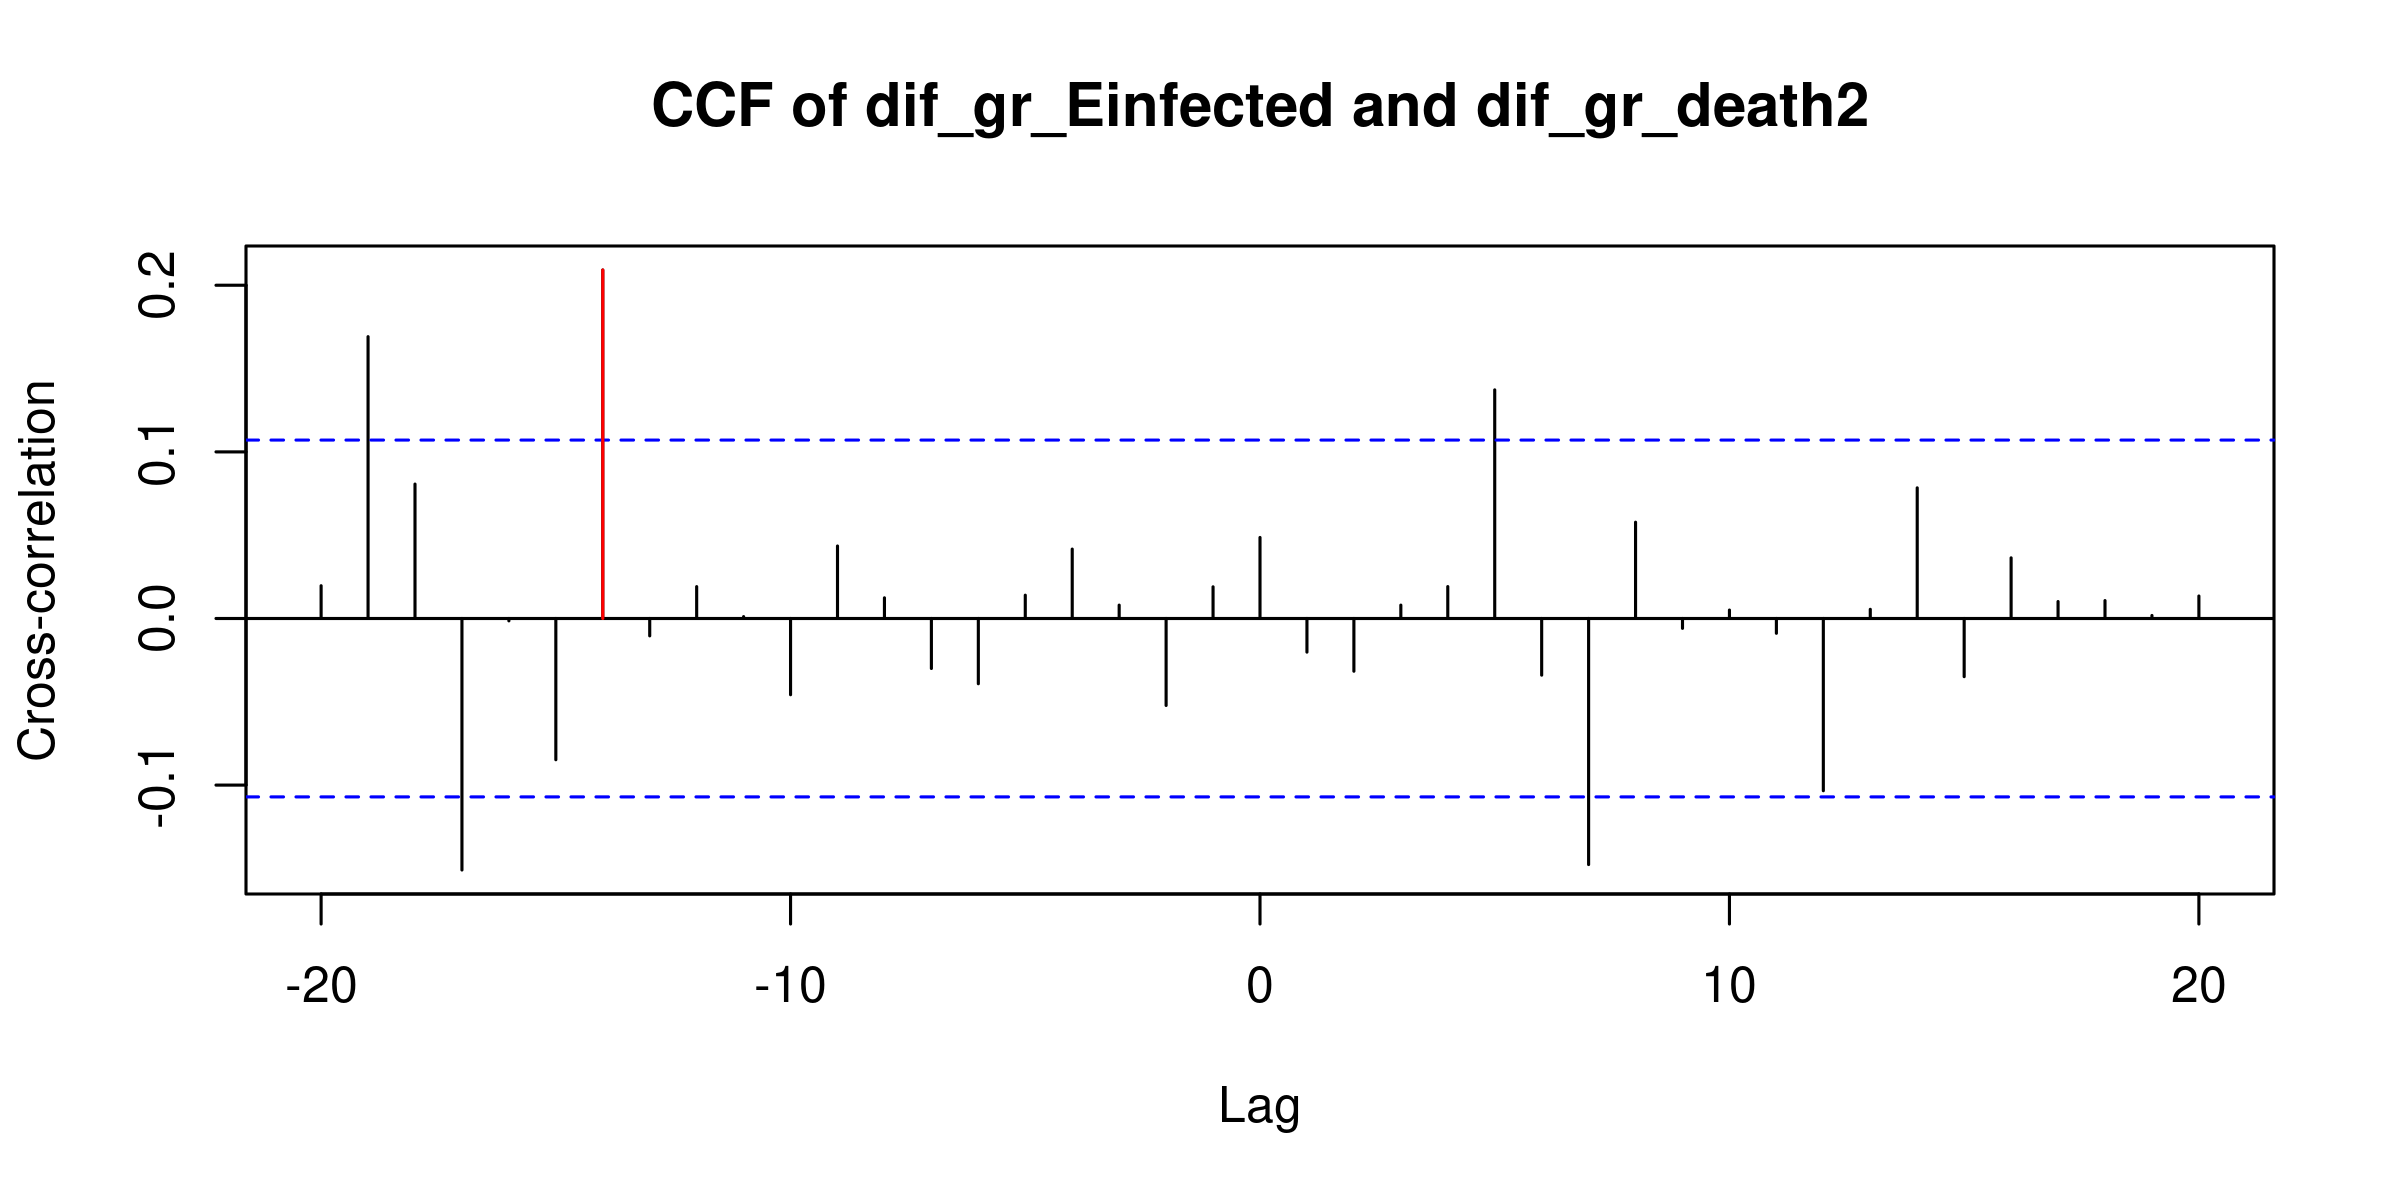 CCF of dif_gr_Einfected and dif_gr_death2
Cross-correlation
0.2
0.1
0.0
-0.1
-20 -10 0 10 20
Lag